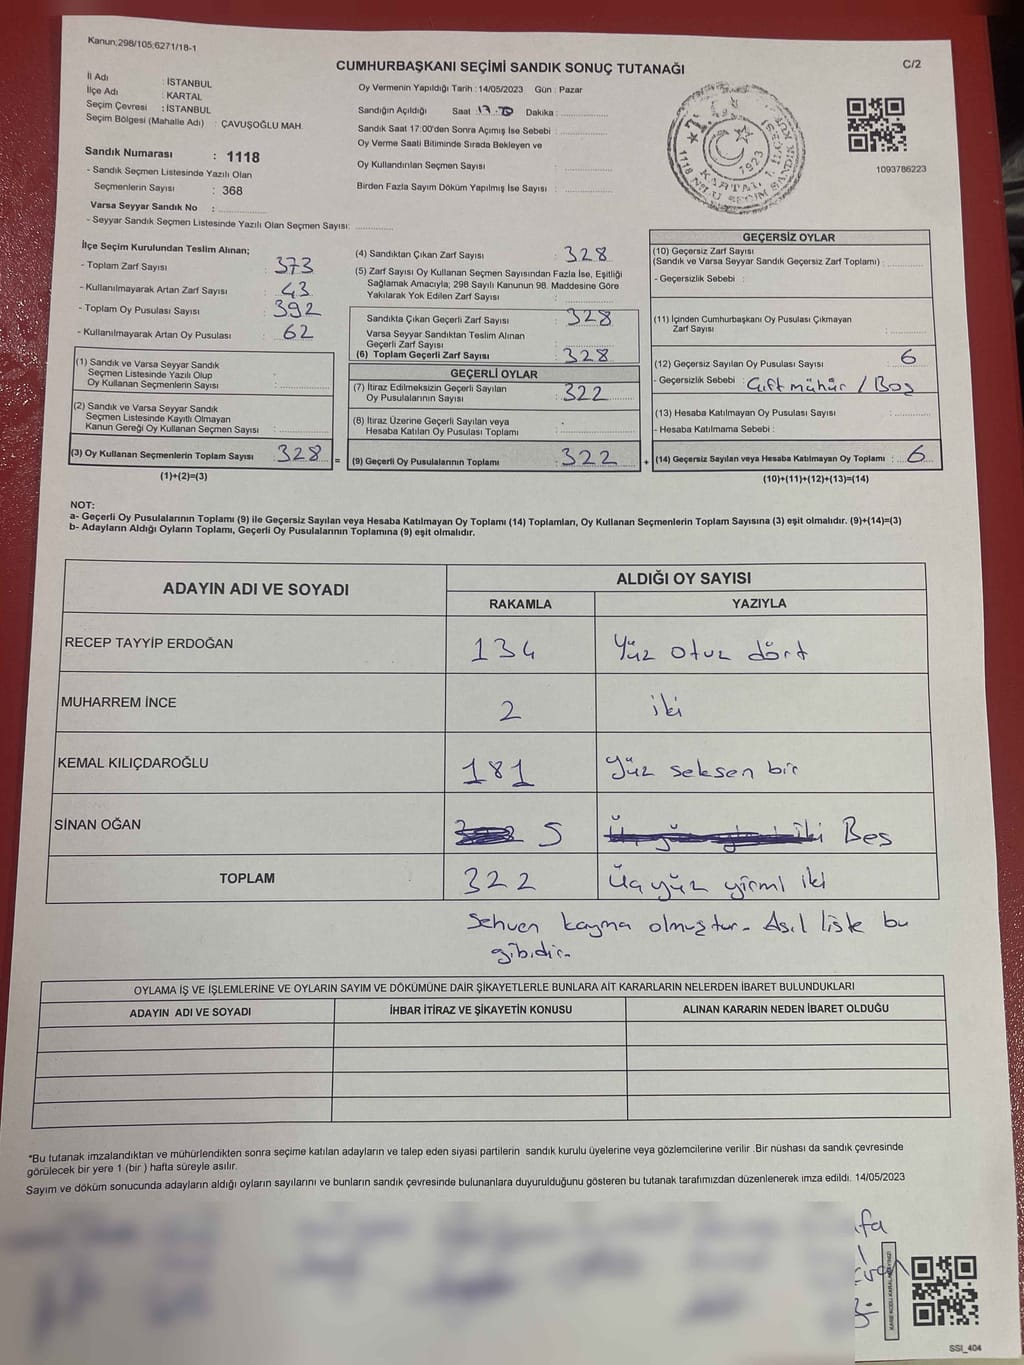 Kanun;298/105;6271/18-1
C/2
CUMHURBAŞKANI SEÇİMİ SANDIK SONUÇ TUTANAĞI
İl Adı : İSTANBUL
İlçe Adı : KARTAL
Seçim Çevresi : İSTANBUL
Seçim Bölgesi (Mahalle Adı) : ÇAVUŞOĞLU MAH.
Sandık Numarası : 1118
- Sandık Seçmen Listesinde Yazılı Olan
Seçmenlerin Sayısı : 368
Varsa Seyyar Sandık No :
- Seyyar Sandık Seçmen Listesinde Yazılı Olan Seçmen Sayısı:
Oy Vermenin Yapıldığı Tarih : 14/05/2023 Gün : Pazar
Sandığın Açıldığı Saat 17 Dakika :
Sandık Saat 17:00'den Sonra Açımış İse Sebebi :
Oy Verme Saati Bitiminde Sırada Bekleyen ve
Oy Kullandırılan Seçmen Sayısı :
Birden Fazla Sayım Döküm Yapılmış İse Sayısı :
1118 NOLU SEÇİM SANDIK
KARTAL 1. İLÇESİ
1923
1093786223
İlçe Seçim Kurulundan Teslim Alınan;
- Toplam Zarf Sayısı : 373
- Kullanılmayarak Artan Zarf Sayısı : 43
- Toplam Oy Pusulası Sayısı : 392
- Kullanılmayarak Artan Oy Pusulası : 62
(1) Sandık ve Varsa Seyyar Sandık
Seçmen Listesinde Yazılı Olup
Oy Kullanan Seçmenlerin Sayısı :
(2) Sandık ve Varsa Seyyar Sandık
Seçmen Listesinde Kayıtlı Olmayan
Kanun Gereği Oy Kullanan Seçmen Sayısı :
(3) Oy Kullanan Seçmenlerin Toplam Sayısı : 328 =
(1)+(2)=(3)
(4) Sandıktan Çıkan Zarf Sayısı : 328
(5) Zarf Sayısı Oy Kullanan Seçmen Sayısından Fazla İse, Eşitliği
Sağlamak Amacıyla; 298 Sayılı Kanunun 98. Maddesine Göre
Yakılarak Yok Edilen Zarf Sayısı :
Sandıkta Çıkan Geçerli Zarf Sayısı : 328
Varsa Seyyar Sandıktan Teslim Alınan
Geçerli Zarf Sayısı :
(6) Toplam Geçerli Zarf Sayısı : 328
GEÇERLİ OYLAR
(7) İtiraz Edilmeksizin Geçerli Sayılan
Oy Pusulalarının Sayısı : 322
(8) İtiraz Üzerine Geçerli Sayılan veya
Hesaba Katılan Oy Pusulası Toplamı :
(9) Geçerli Oy Pusulalarının Toplamı : 322 +
GEÇERSİZ OYLAR
(10) Geçersiz Zarf Sayısı
(Sandık ve Varsa Seyyar Sandık Geçersiz Zarf Toplamı) :
- Geçersizlik Sebebi :
(11) İçinden Cumhurbaşkanı Oy Pusulası Çıkmayan
Zarf Sayısı :
(12) Geçersiz Sayılan Oy Pusulası Sayısı : 6
- Geçersizlik Sebebi : Çift mühür / Boş
(13) Hesaba Katılmayan Oy Pusulası Sayısı :
- Hesaba Katılmama Sebebi :
(14) Geçersiz Sayılan veya Hesaba Katılmayan Oy Toplamı : 6
(10)+(11)+(12)+(13)=(14)
NOT:
a- Geçerli Oy Pusulalarının Toplamı (9) ile Geçersiz Sayılan veya Hesaba Katılmayan Oy Toplamı (14) Toplamları, Oy Kullanan Seçmenlerin Toplam Sayısına (3) eşit olmalıdır. (9)+(14)=(3)
b- Adayların Aldığı Oyların Toplamı, Geçerli Oy Pusulalarının Toplamına (9) eşit olmalıdır.
ADAYIN ADI VE SOYADI
ALDIĞI OY SAYISI
RAKAMLA YAZIYLA
RECEP TAYYİP ERDOĞAN 134 Yüz otuz dört
MUHARREM İNCE 2 iki
KEMAL KILIÇDAROĞLU 181 Yüz seksen bir
SİNAN OĞAN 5 Beş
TOPLAM 322 Üçyüz yirmi iki
Sehven kayma olmuştur. Asıl liste bu
gibidir.
OYLAMA İŞ VE İŞLEMLERİNE VE OYLARIN SAYIM VE DÖKÜMÜNE DAİR ŞİKAYETLERLE BUNLARA AİT KARARLARIN NELERDEN İBARET BULUNDUKLARI
ADAYIN ADI VE SOYADI İHBAR İTİRAZ VE ŞİKAYETİN KONUSU ALINAN KARARIN NEDEN İBARET OLDUĞU
*Bu tutanak imzalandıktan ve mühürlendikten sonra seçime katılan adayların ve talep eden siyasi partilerin sandık kurulu üyelerine veya gözlemcilerine verilir .Bir nüshası da sandık çevresinde
görülecek bir yere 1 (bir ) hafta süreyle asılır.
Sayım ve döküm sonucunda adayların aldığı oyların sayılarını ve bunların sandık çevresinde bulunanlara duyurulduğunu gösteren bu tutanak tarafımızdan düzenlenerek imza edildi. 14/05/2023
SSI_404